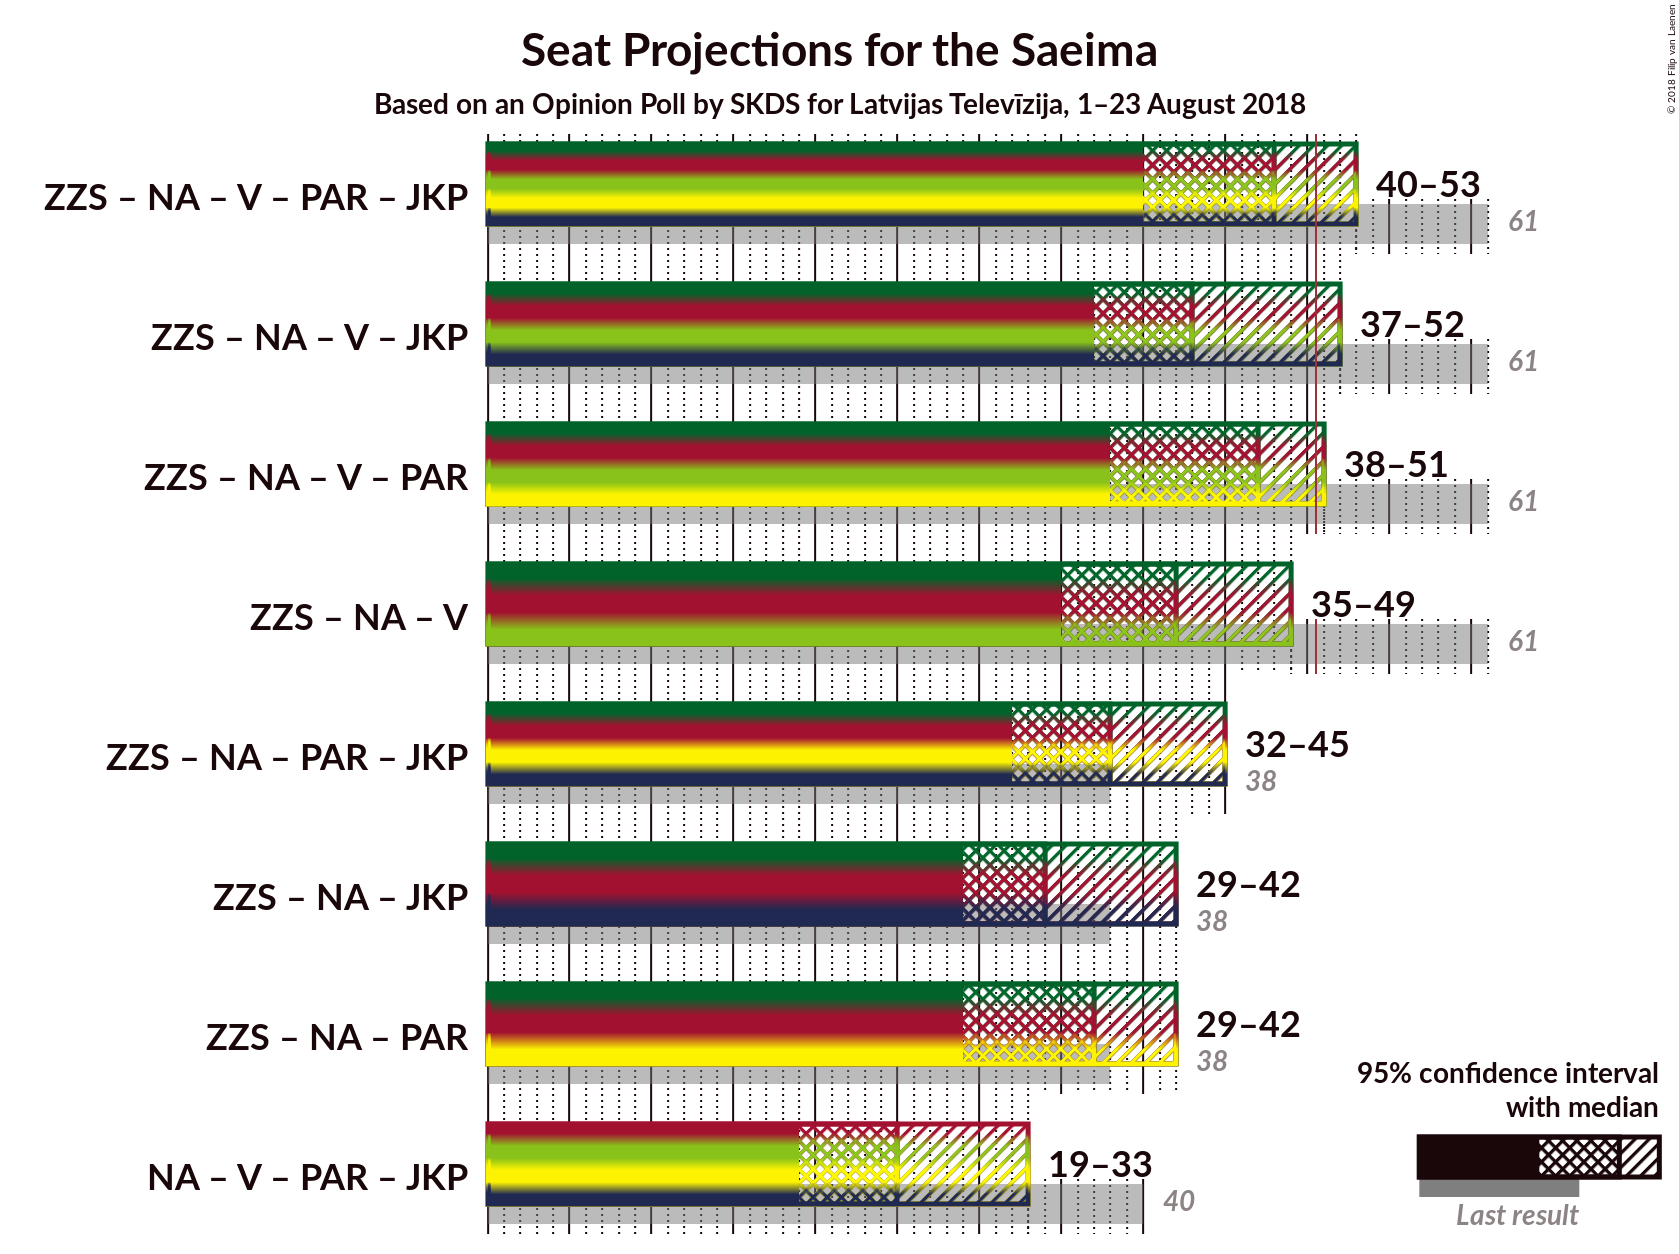 Seat Projections for the Saeima
Based on an Opinion Poll by SKDS for Latvijas Televīzija, 1–23 August 2018
© 2018 Filip van Laenen
ZZS – NA – V – PAR – JKP
40–53
61
ZZS – NA – V – JKP
37–52
61
ZZS – NA – V – PAR
38–51
61
ZZS – NA – V
35–49
61
ZZS – NA – PAR – JKP
32–45
38
ZZS – NA – JKP
29–42
38
ZZS – NA – PAR
29–42
38
NA – V – PAR – JKP
19–33
40
95% confidence interval
with median
Last result